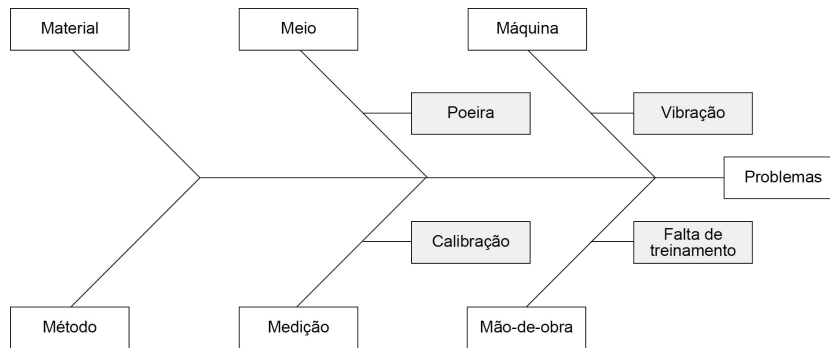 Material
Meio
Máquina
Poeira
Vibração
Problemas
Calibração
Falta de
treinamento
Método
Medição
Mão-de-obra